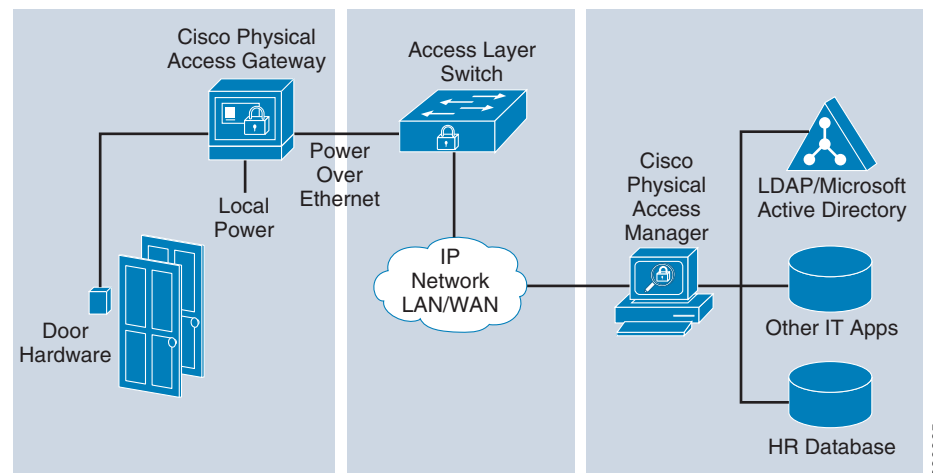 Cisco Physical
Access Gateway
Access Layer
Switch
Power
Over
Ethernet
Local
Power
Door
Hardware
IP
Network
LAN/WAN
Cisco
Physical
Access
Manager
LDAP/Microsoft
Active Directory
Other IT Apps
HR Database